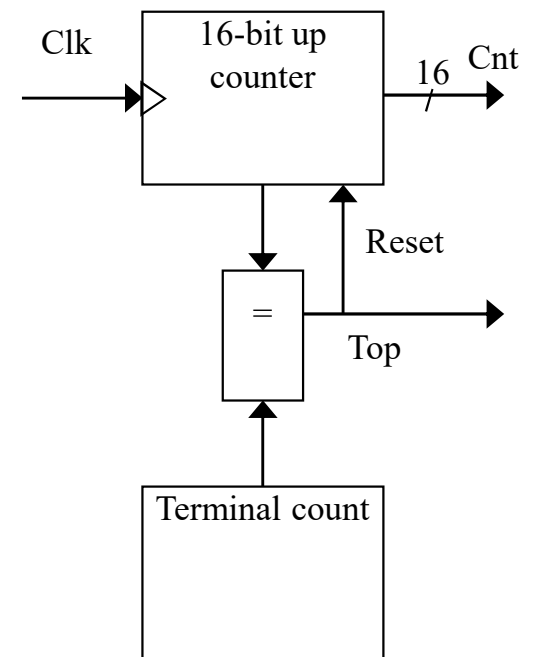 Clk
16-bit up
counter
16
Cnt
Reset
=
Top
Terminal count